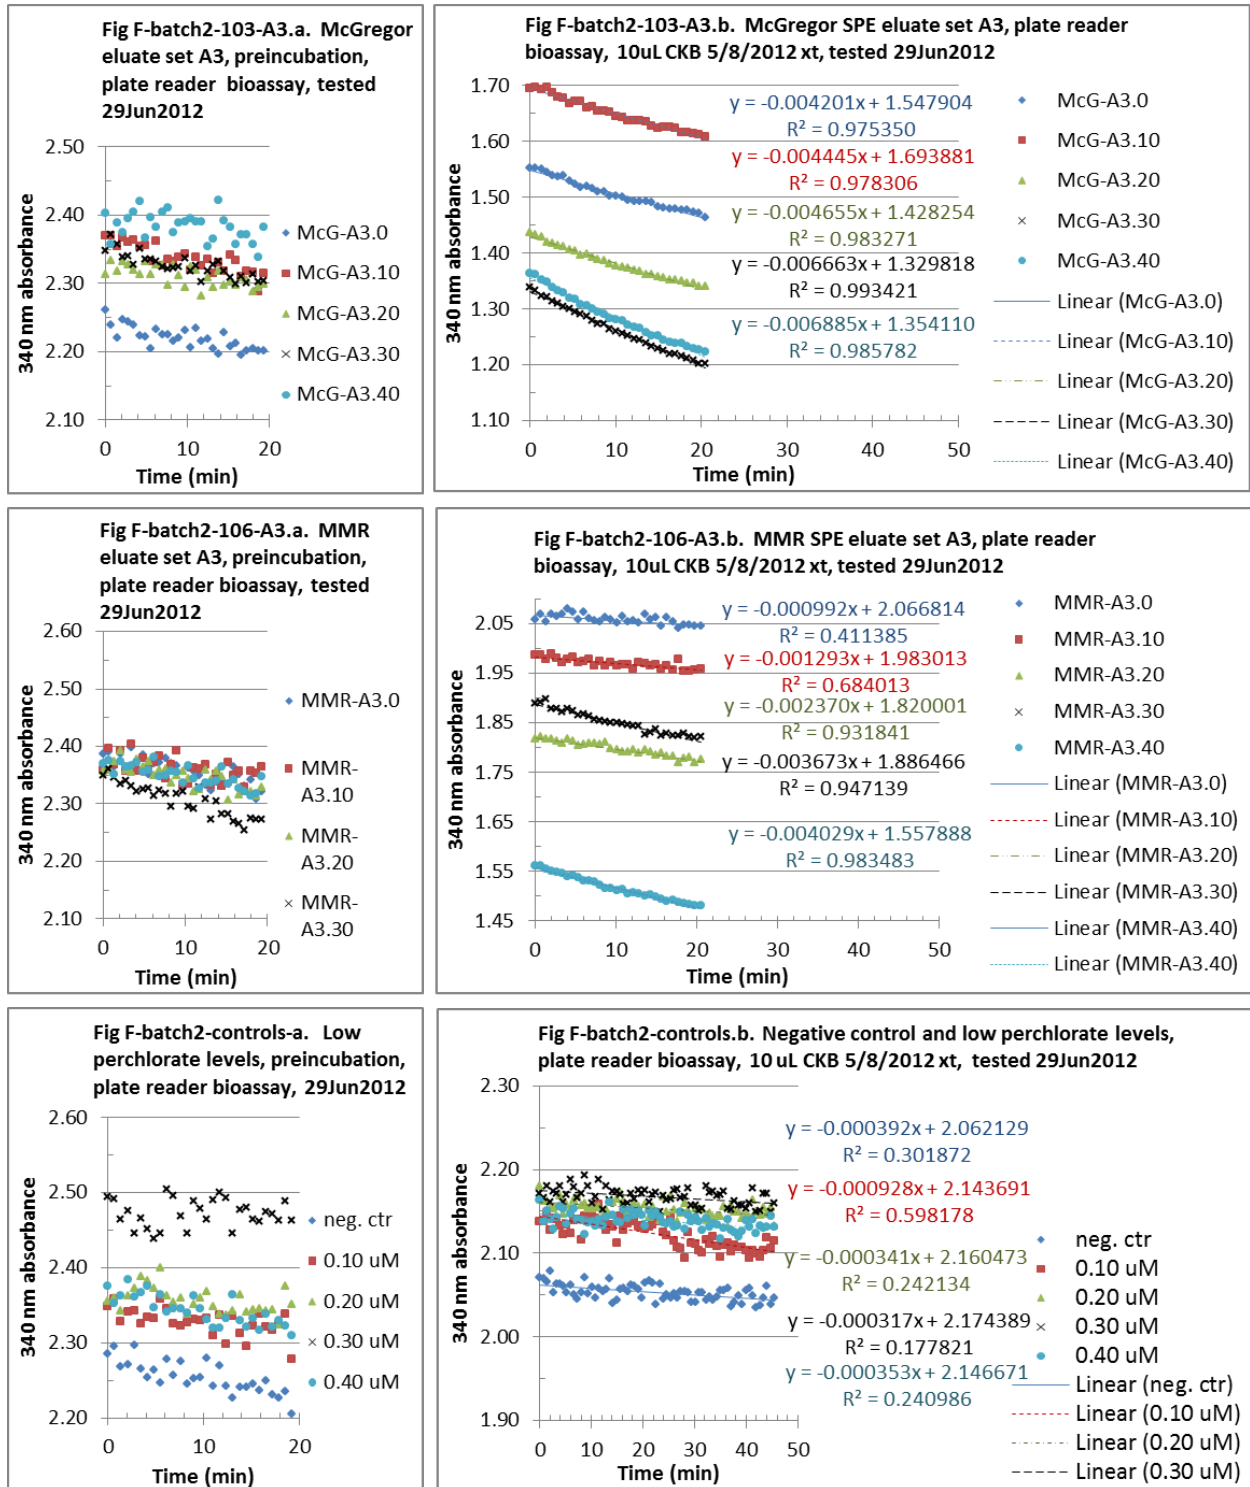 Fig F-batch2-103-A3.a. McGregor
eluate set A3, preincubation,
plate reader bioassay, tested
29Jun2012
2.50
2.40
2.30
2.20
2.10
340 nm absorbance
0
10
20
Time (min)
McG-A3.0
McG-A3.10
McG-A3.20
McG-A3.30
McG-A3.40
Fig F-batch2-103-A3.b. McGregor SPE eluate set A3, plate reader
bioassay, 10uL CKB 5/8/2012 xt, tested 29Jun2012
1.70
1.60
1.50
1.40
1.30
1.20
1.10
340 nm absorbance
0
10
20
30
40
50
Time (min)
y = -0.004201x + 1.547904
R² = 0.975350
y = -0.004445x + 1.693881
R² = 0.978306
y = -0.004655x + 1.428254
R² = 0.983271
y = -0.006663x + 1.329818
R² = 0.993421
y = -0.006885x + 1.354110
R² = 0.985782
McG-A3.0
McG-A3.10
McG-A3.20
McG-A3.30
McG-A3.40
Linear (McG-A3.0)
Linear (McG-A3.10)
Linear (McG-A3.20)
Linear (McG-A3.30)
Linear (McG-A3.40)
Fig F-batch2-106-A3.a. MMR
eluate set A3, preincubation,
plate reader bioassay, tested
29Jun2012
2.60
2.50
2.40
2.30
2.20
2.10
340 nm absorbance
0
10
20
Time (min)
MMR-A3.0
MMR-
A3.10
MMR-
A3.20
MMR-
A3.30
Fig F-batch2-106-A3.b. MMR SPE eluate set A3, plate reader
bioassay, 10uL CKB 5/8/2012 xt, tested 29Jun2012
2.05
1.95
1.85
1.75
1.65
1.55
1.45
340 nm absorbance
0
10
20
30
40
50
Time (min)
y = -0.000992x + 2.066814
R² = 0.411385
y = -0.001293x + 1.983013
R² = 0.684013
y = -0.002370x + 1.820001
R² = 0.931841
y = -0.003673x + 1.886466
R² = 0.947139
y = -0.004029x + 1.557888
R² = 0.983483
MMR-A3.0
MMR-A3.10
MMR-A3.20
MMR-A3.30
MMR-A3.40
Linear (MMR-A3.0)
Linear (MMR-A3.10)
Linear (MMR-A3.20)
Linear (MMR-A3.30)
Linear (MMR-A3.40)
Linear (MMR-A3.40)
Fig F-batch2-controls-a. Low
perchlorate levels, preincubation,
plate reader bioassay, 29Jun2012
2.60
2.50
2.40
2.30
2.20
340 nm absorbance
0
10
20
Time (min)
neg. ctr
0.10 uM
0.20 uM
0.30 uM
0.40 uM
Fig F-batch2-controls.b. Negative control and low perchlorate levels,
plate reader bioassay, 10 uL CKB 5/8/2012 xt, tested 29Jun2012
2.30
2.20
2.10
2.00
1.90
340 nm absorbance
0
10
20
30
40
50
Time (min)
y = -0.000392x + 2.062129
R² = 0.301872
y = -0.000928x + 2.143691
R² = 0.598178
y = -0.000341x + 2.160473
R² = 0.242134
y = -0.000317x + 2.174389
R² = 0.177821
y = -0.000353x + 2.146671
R² = 0.240986
neg. ctr
0.10 uM
0.20 uM
0.30 uM
0.40 uM
Linear (neg. ctr)
Linear (0.10 uM)
Linear (0.20 uM)
Linear (0.30 uM)